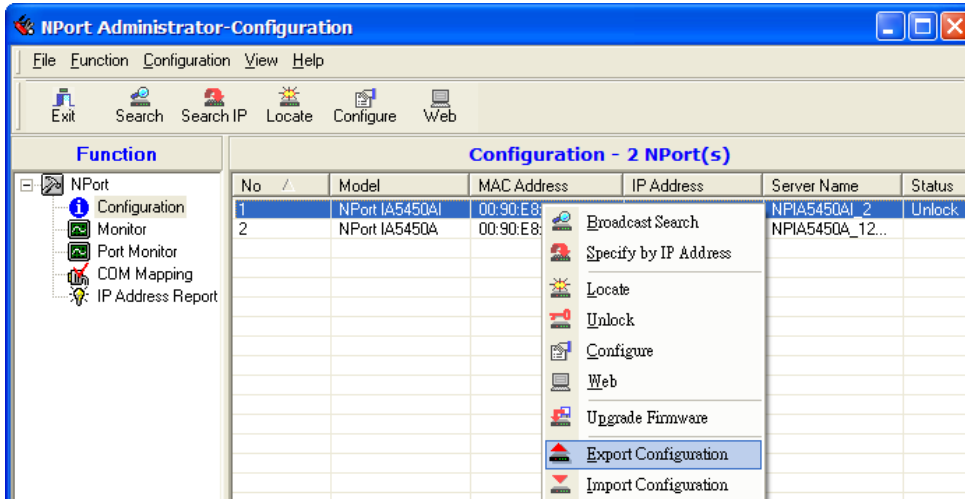 NPort Administrator-Configuration
File Function Configuration View Help
Exit Search Search IP Locate Configure Web
Function
Configuration - 2 NPort(s)
NPort
Configuration
Monitor
Port Monitor
COM Mapping
IP Address Report
No Model MAC Address IP Address Server Name Status
1 NPort IA5450AI 00:90:E8: NPIA5450AI_2 Unlock
2 NPort IA5450A 00:90:E8: NPIA5450A_12...
Broadcast Search
Specify by IP Address
Locate
Unlock
Configure
Web
Upgrade Firmware
Export Configuration
Import Configuration